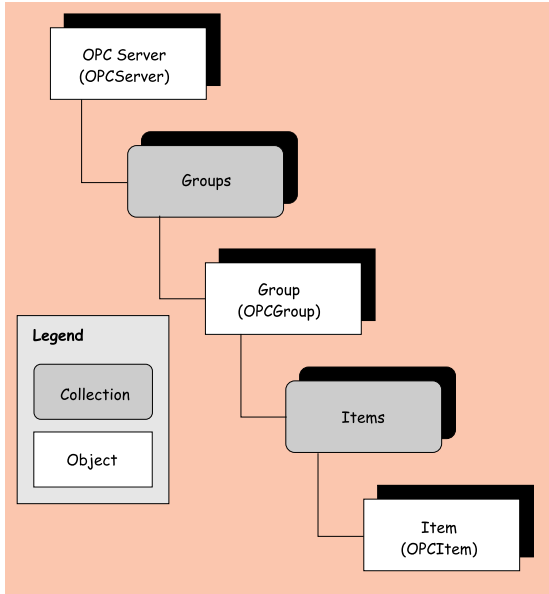 OPC Server
(OPCServer)
Groups
Group
(OPCGroup)
Legend
Collection
Object
Items
Item
(OPCItem)